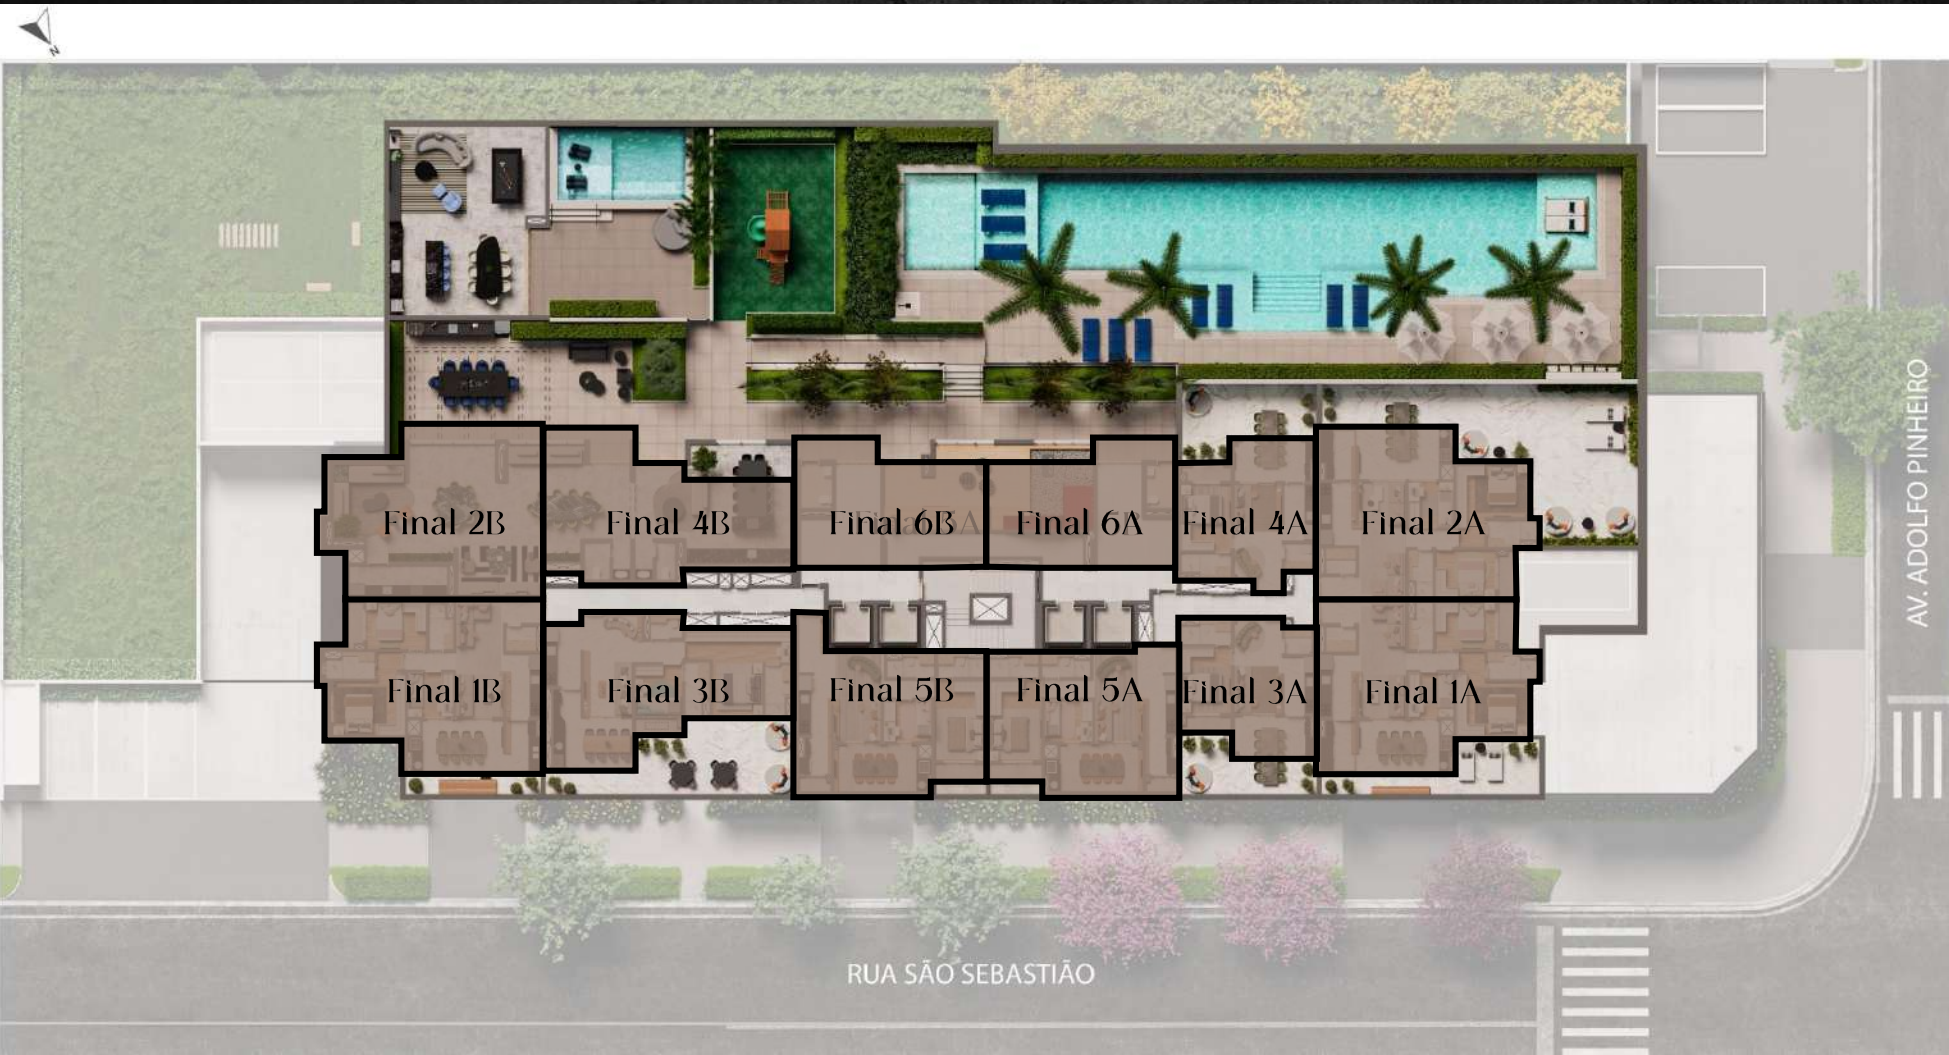 N
AV. ADOLFO PINHEIRO
Final 2B
Final 4B
Final 6B
Final 6A
Final 4A
Final 2A
Final 1B
Final 3B
Final 5B
Final 5A
Final 3A
Final 1A
RUA SÃO SEBASTIÃO